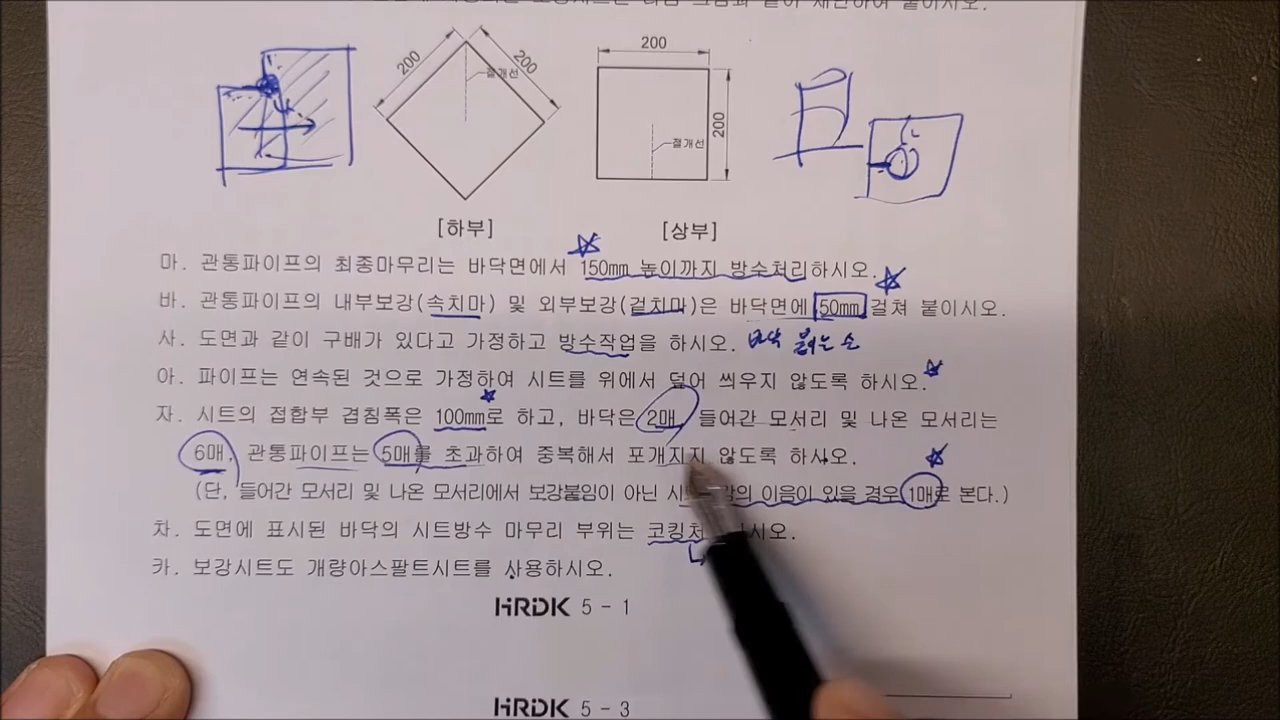 같이 재단하여 붙이시오.
200 200 200
절개선
절개선 200
[하부] [상부]
마. 관통파이프의 최종마무리는 바닥면에서 150mm 높이까지 방수처리하시오.
바. 관통파이프의 내부보강(속치마) 및 외부보강(겉치마)은 바닥면에 50mm 걸쳐 붙이시오.
사. 도면과 같이 구배가 있다고 가정하고 방수작업을 하시오.
아. 파이프는 연속된 것으로 가정하여 시트를 위에서 덮어 씌우지 않도록 하시오.
자. 시트의 접합부 겹침폭은 100mm로 하고, 바닥은 2매, 들어간 모서리 및 나온 모서리는
6매, 관통파이프는 5매를 초과하여 중복해서 포개지지 않도록 하시오.
(단, 들어간 모서리 및 나온 모서리에서 보강붙임이 아닌 이음이 있을 경우 1매로 본다.)
차. 도면에 표시된 바닥의 시트방수 마무리 부위는
카. 보강시트도 개량아스팔트시트를 사용하시오.
HRDK 5 - 1
HRDK 5 - 3